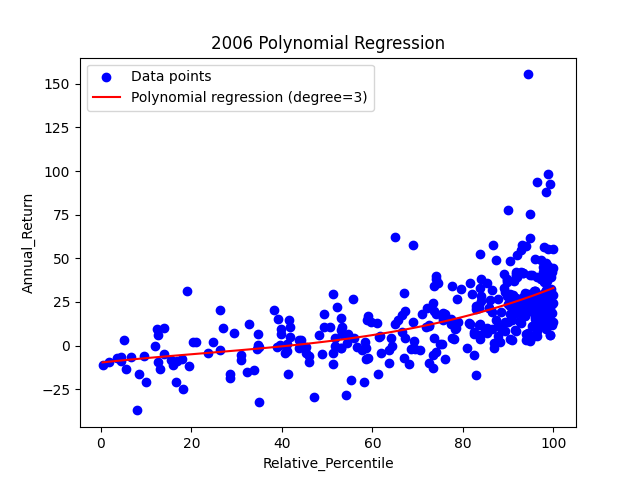 2006 Polynomial Regression
Data points
Polynomial regression (degree=3)
150
125
100
75
50
25
0
−25
Annual_Return
0 20 40 60 80 100
Relative_Percentile